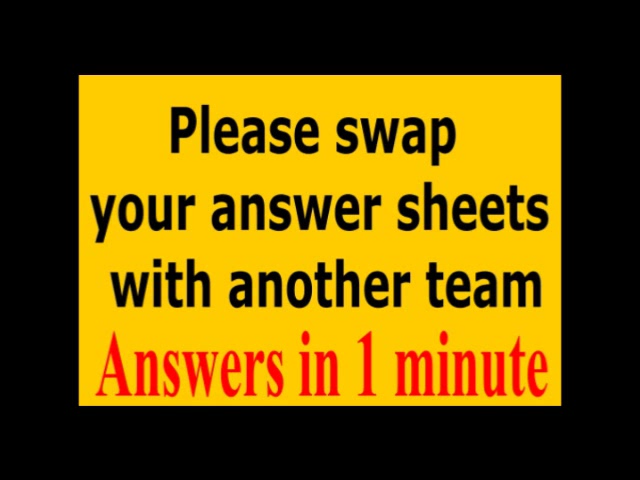 Please swap
your answer sheets
with another team
Answers in 1 minute